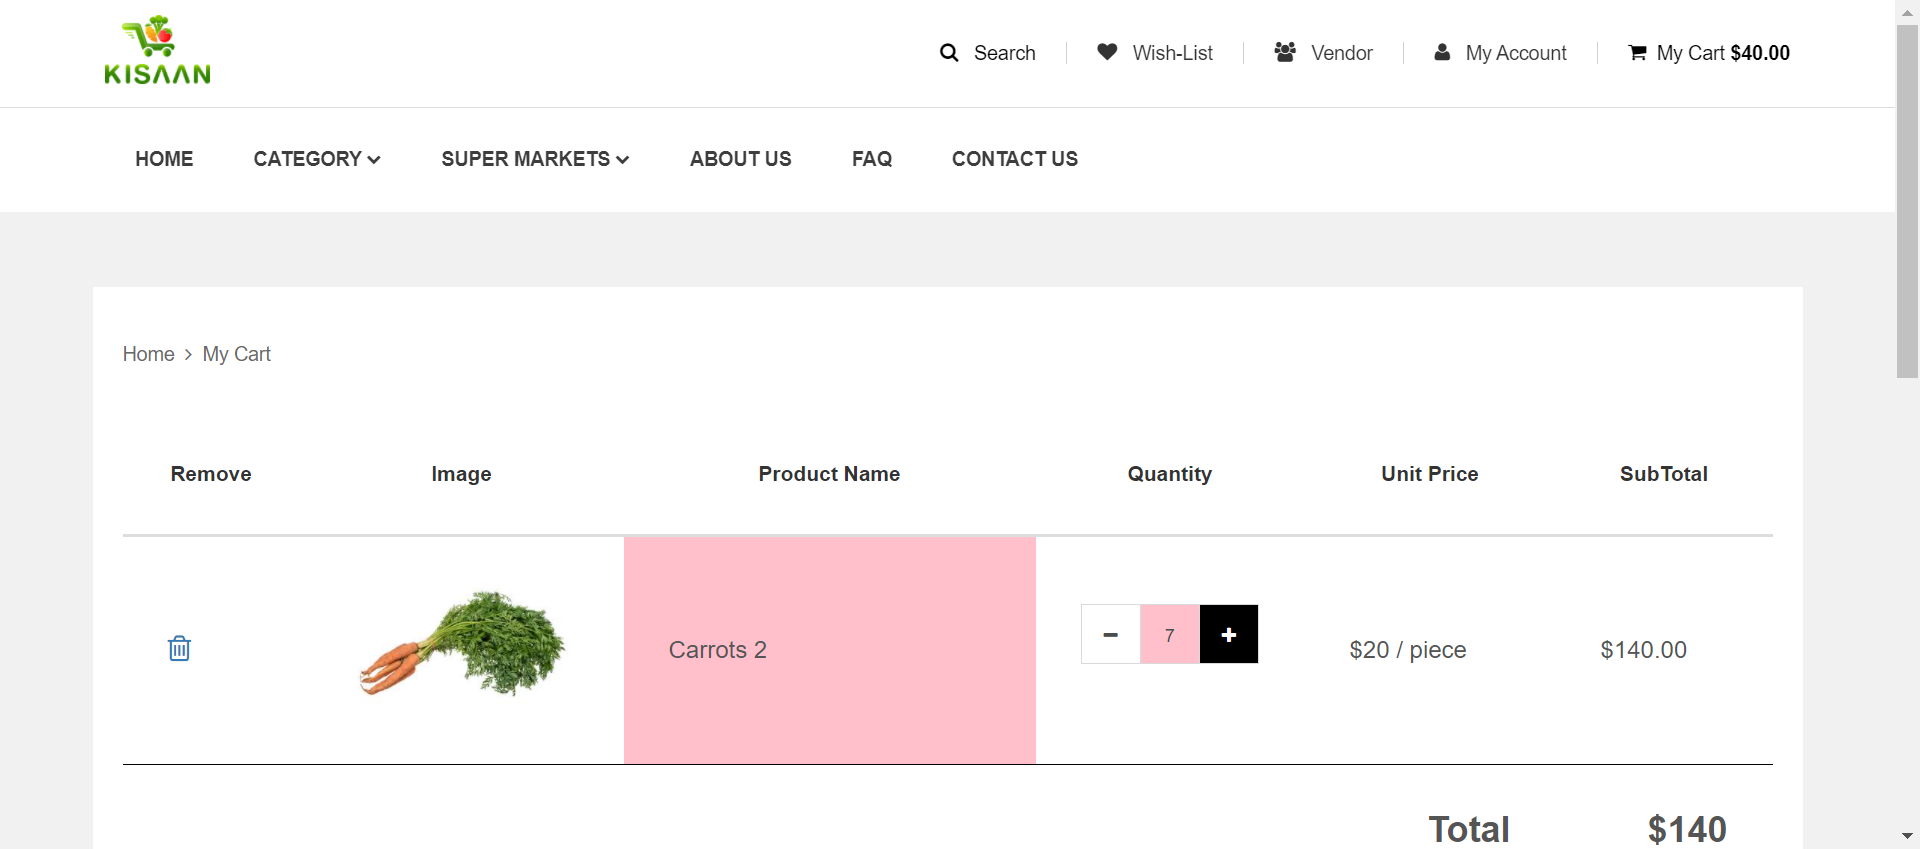 KISAAN
Search
Wish-List
Vendor
My Account
My Cart $40.00
HOME
CATEGORY
SUPER MARKETS
ABOUT US
FAQ
CONTACT US
Home > My Cart
Remove
Image
Product Name
Quantity
Unit Price
SubTotal
Carrots 2
7
$20 / piece
$140.00
Total
$140